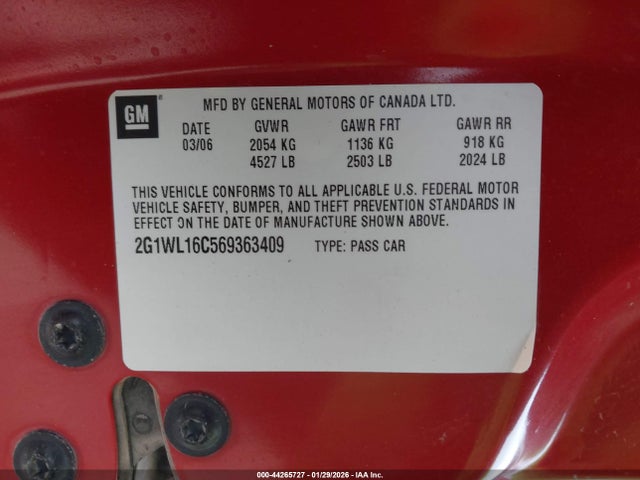 GM
MFD BY GENERAL MOTORS OF CANADA LTD.
DATE GVWR GAWR FRT GAWR RR
03/06 2054 KG 1136 KG 918 KG
4527 LB 2503 LB 2024 LB
THIS VEHICLE CONFORMS TO ALL APPLICABLE U.S. FEDERAL MOTOR
VEHICLE SAFETY, BUMPER, AND THEFT PREVENTION STANDARDS IN
EFFECT ON THE DATE OF MANUFACTURE SHOWN ABOVE.
2G1WL16C569363409 TYPE: PASS CAR
000-44265727 - 01/29/2026 - IAA Inc.